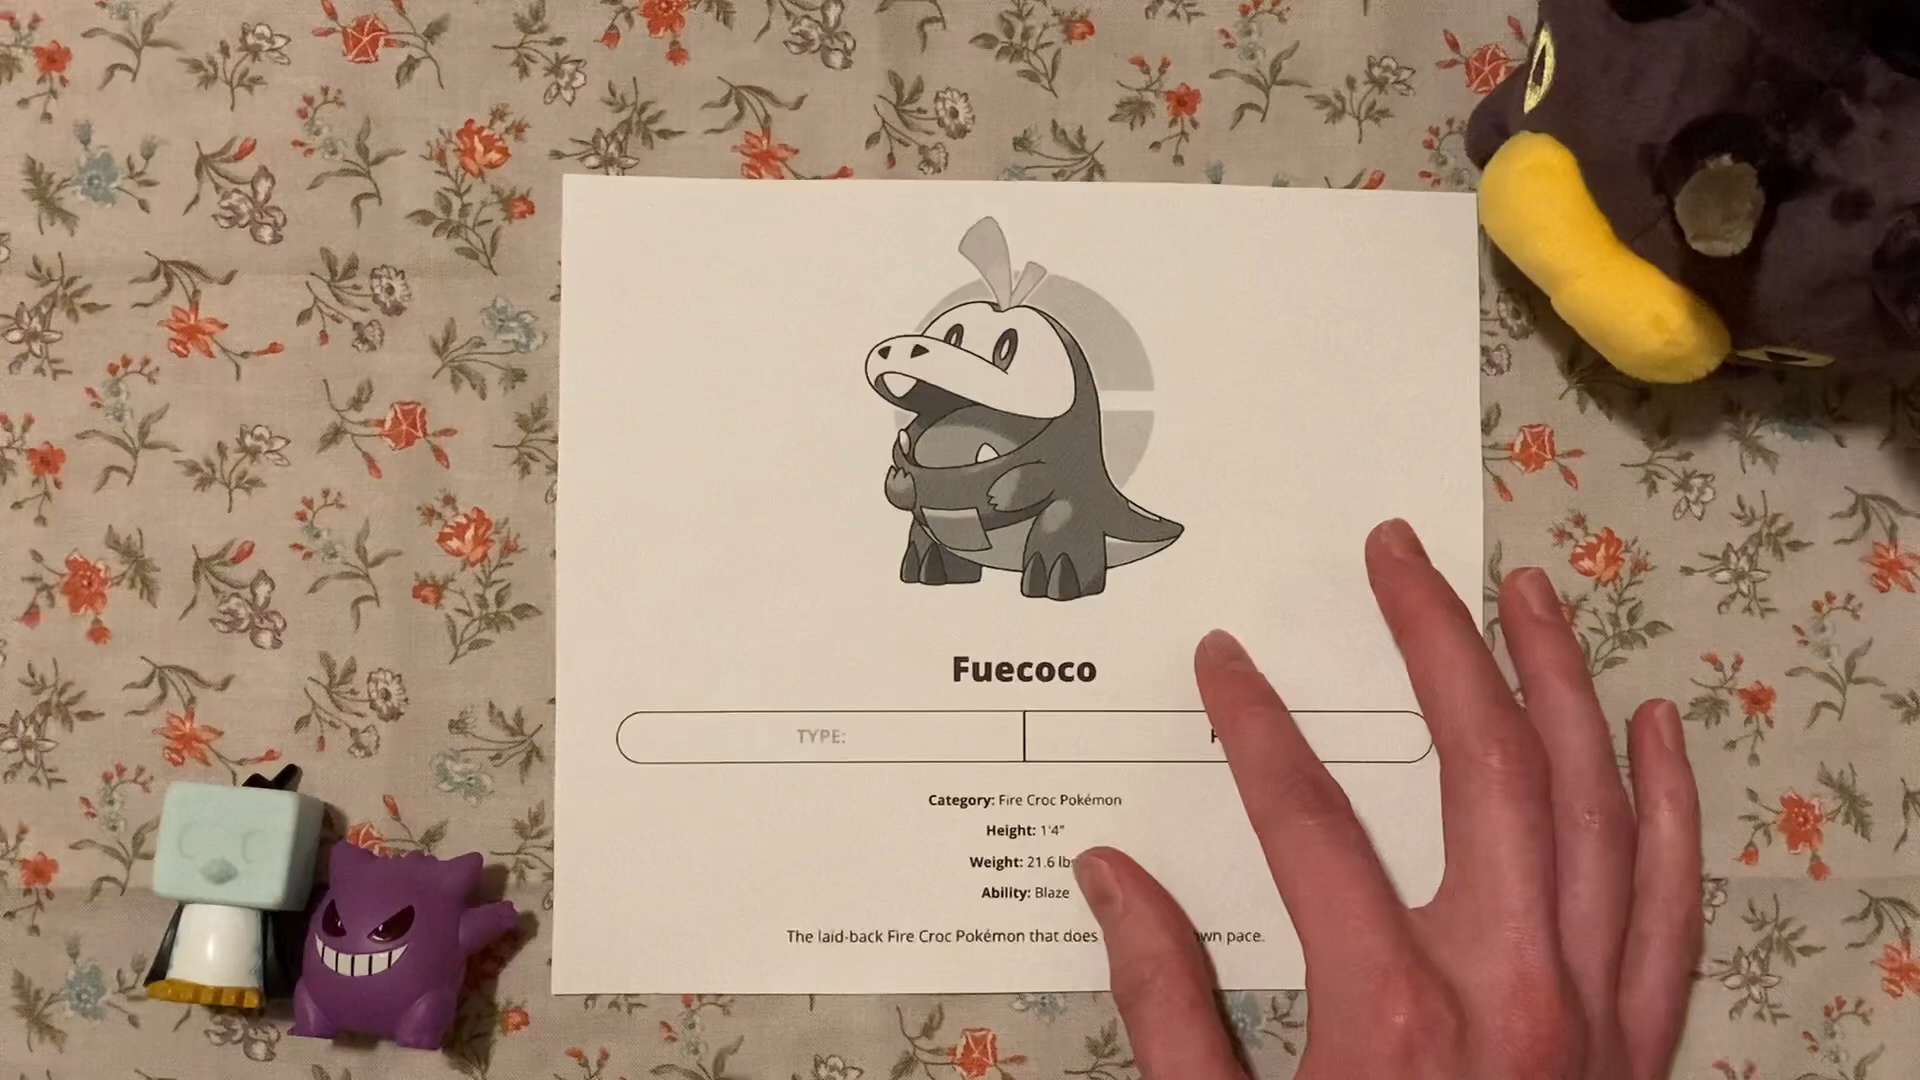 Fuecoco
TYPE:
Category: Fire Croc Pokémon
Height: 1'4"
Weight: 21.6 lbs
Ability: Blaze
The laid-back Fire Croc Pokémon that does own pace.